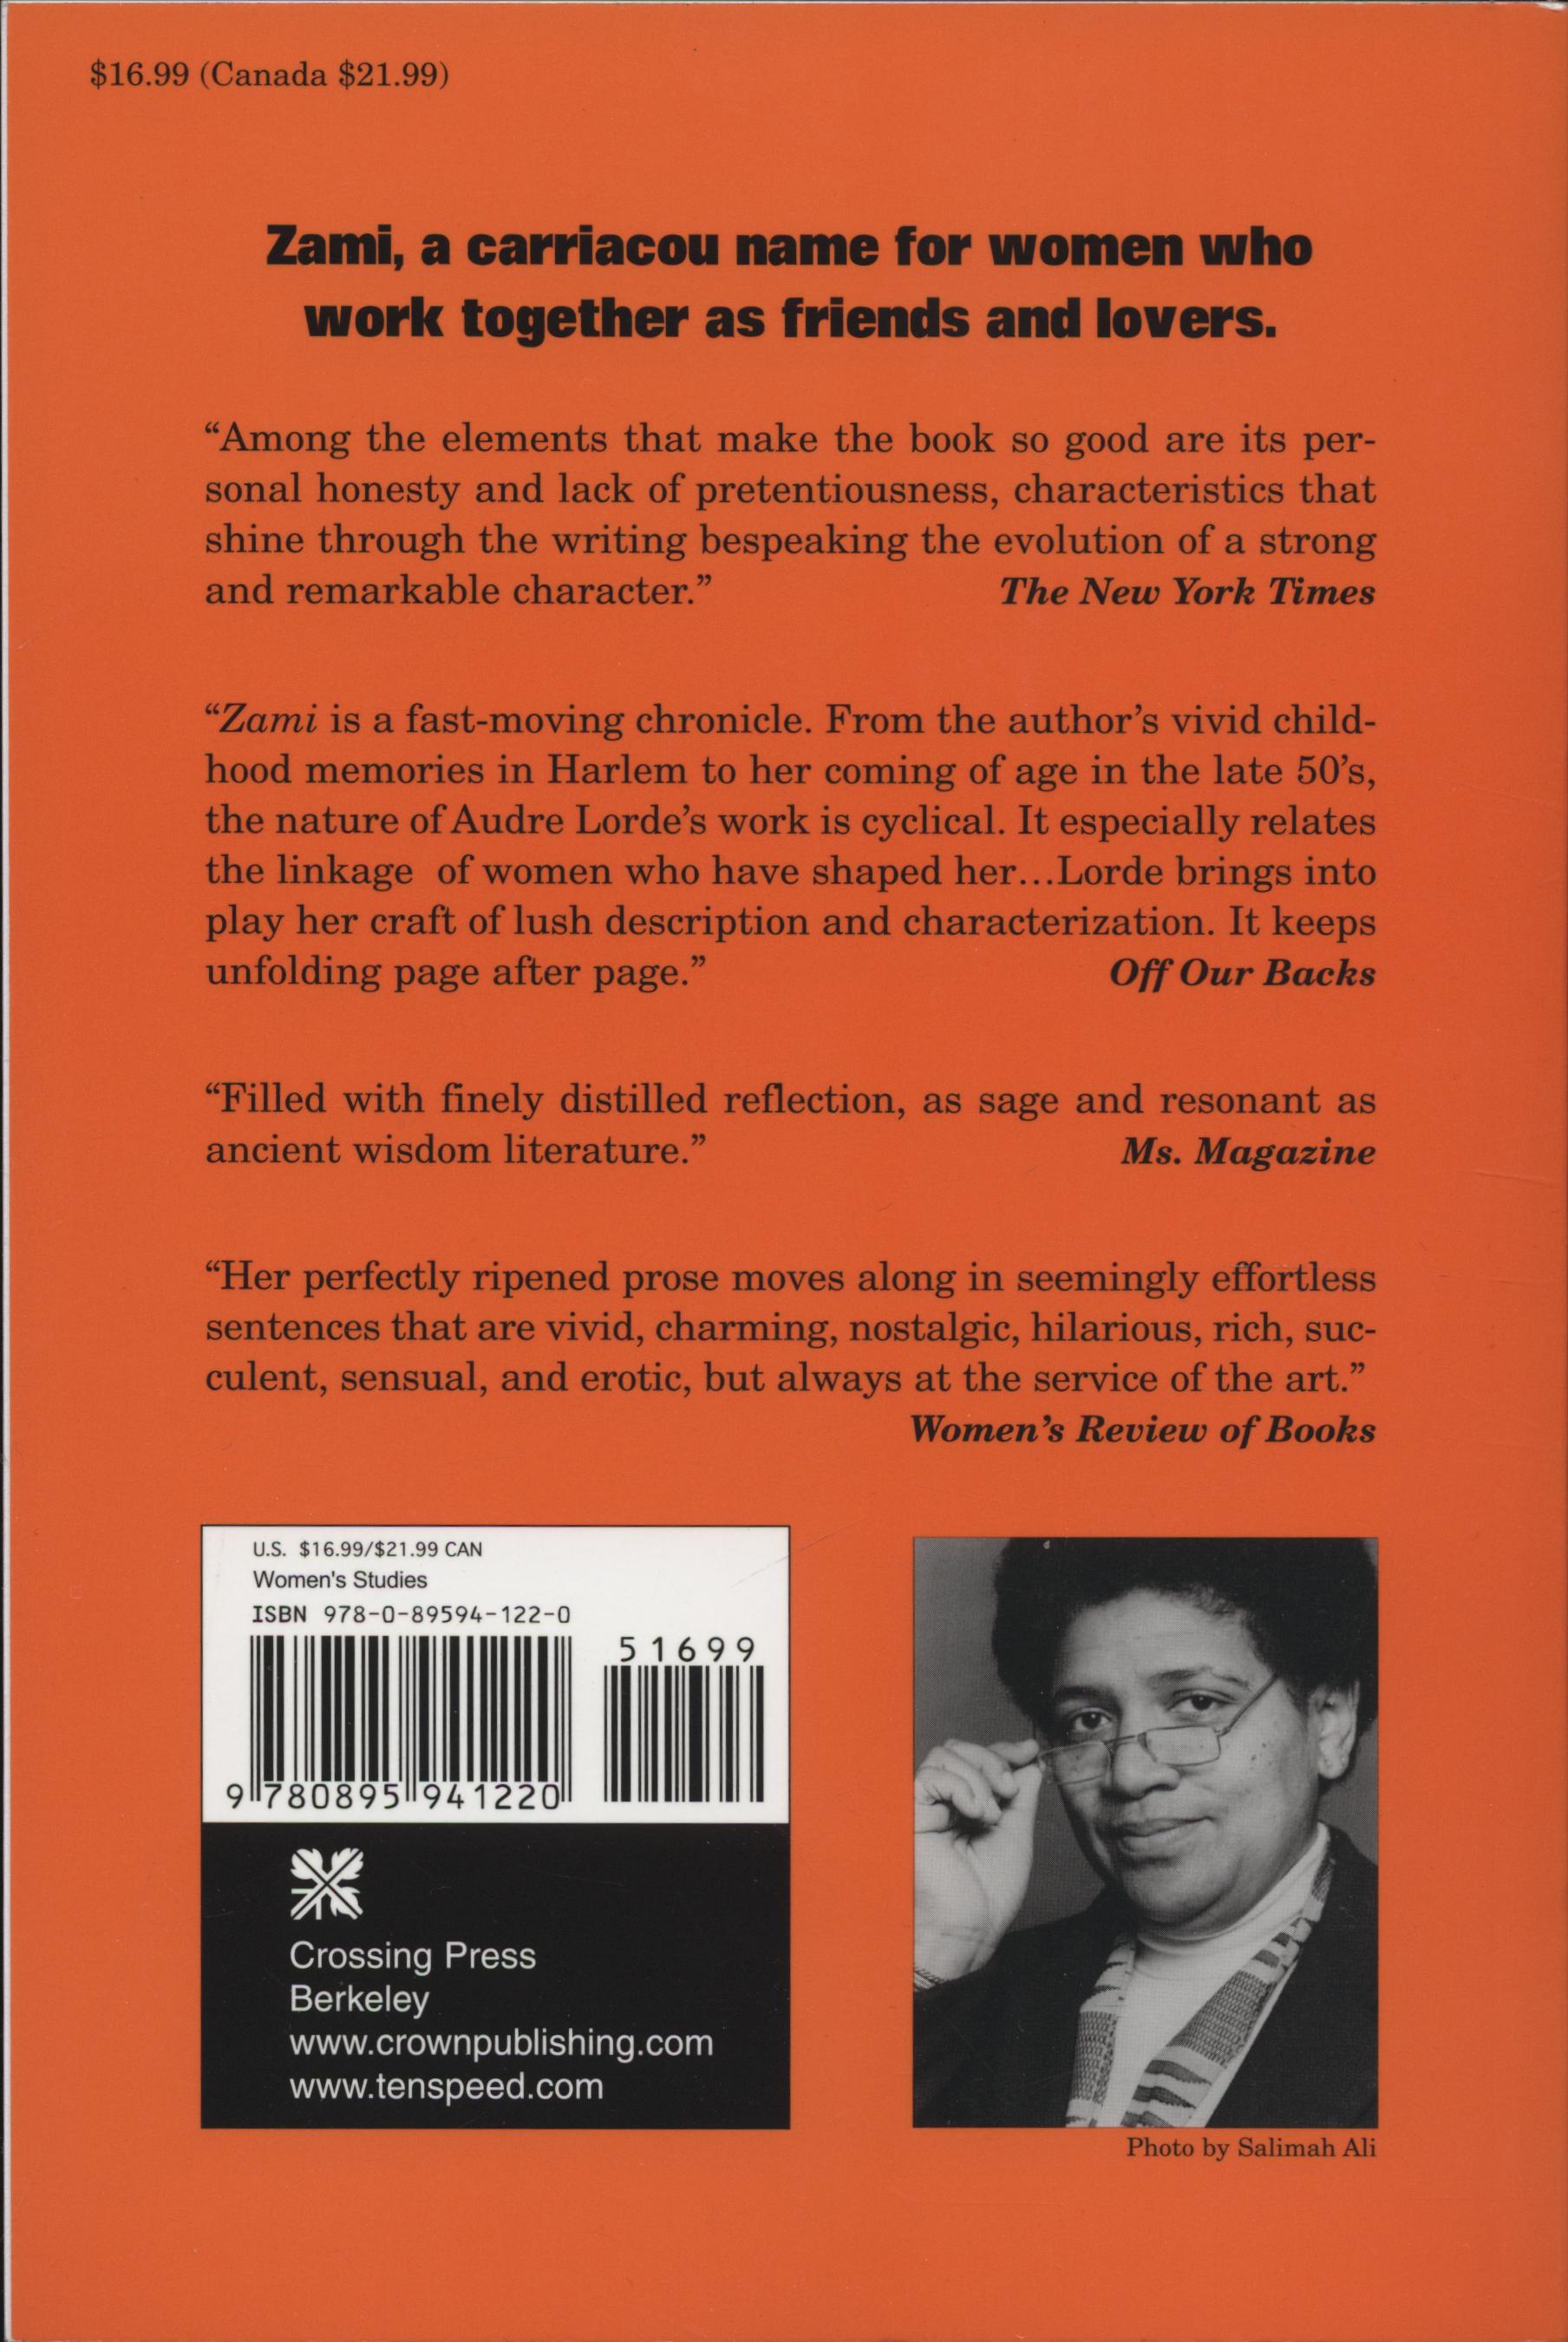 $16.99 (Canada $21.99)
Zami, a carriacou name for women who
work together as friends and lovers.
“Among the elements that make the book so good are its per-
sonal honesty and lack of pretentiousness, characteristics that
shine through the writing bespeaking the evolution of a strong
and remarkable character.” The New York Times
“Zami is a fast-moving chronicle. From the author’s vivid child-
hood memories in Harlem to her coming of age in the late 50’s,
the nature of Audre Lorde’s work is cyclical. It especially relates
the linkage of women who have shaped her...Lorde brings into
play her craft of lush description and characterization. It keeps
unfolding page after page.” Off Our Backs
“Filled with finely distilled reflection, as sage and resonant as
ancient wisdom literature.” Ms. Magazine
“Her perfectly ripened prose moves along in seemingly effortless
sentences that are vivid, charming, nostalgic, hilarious, rich, suc-
culent, sensual, and erotic, but always at the service of the art.”
Women’s Review of Books
U.S. $16.99/$21.99 CAN
Women's Studies
ISBN 978-0-89594-122-0
51699
9 780895 941220
Crossing Press
Berkeley
www.crownpublishing.com
www.tenspeed.com
Photo by Salimah Ali